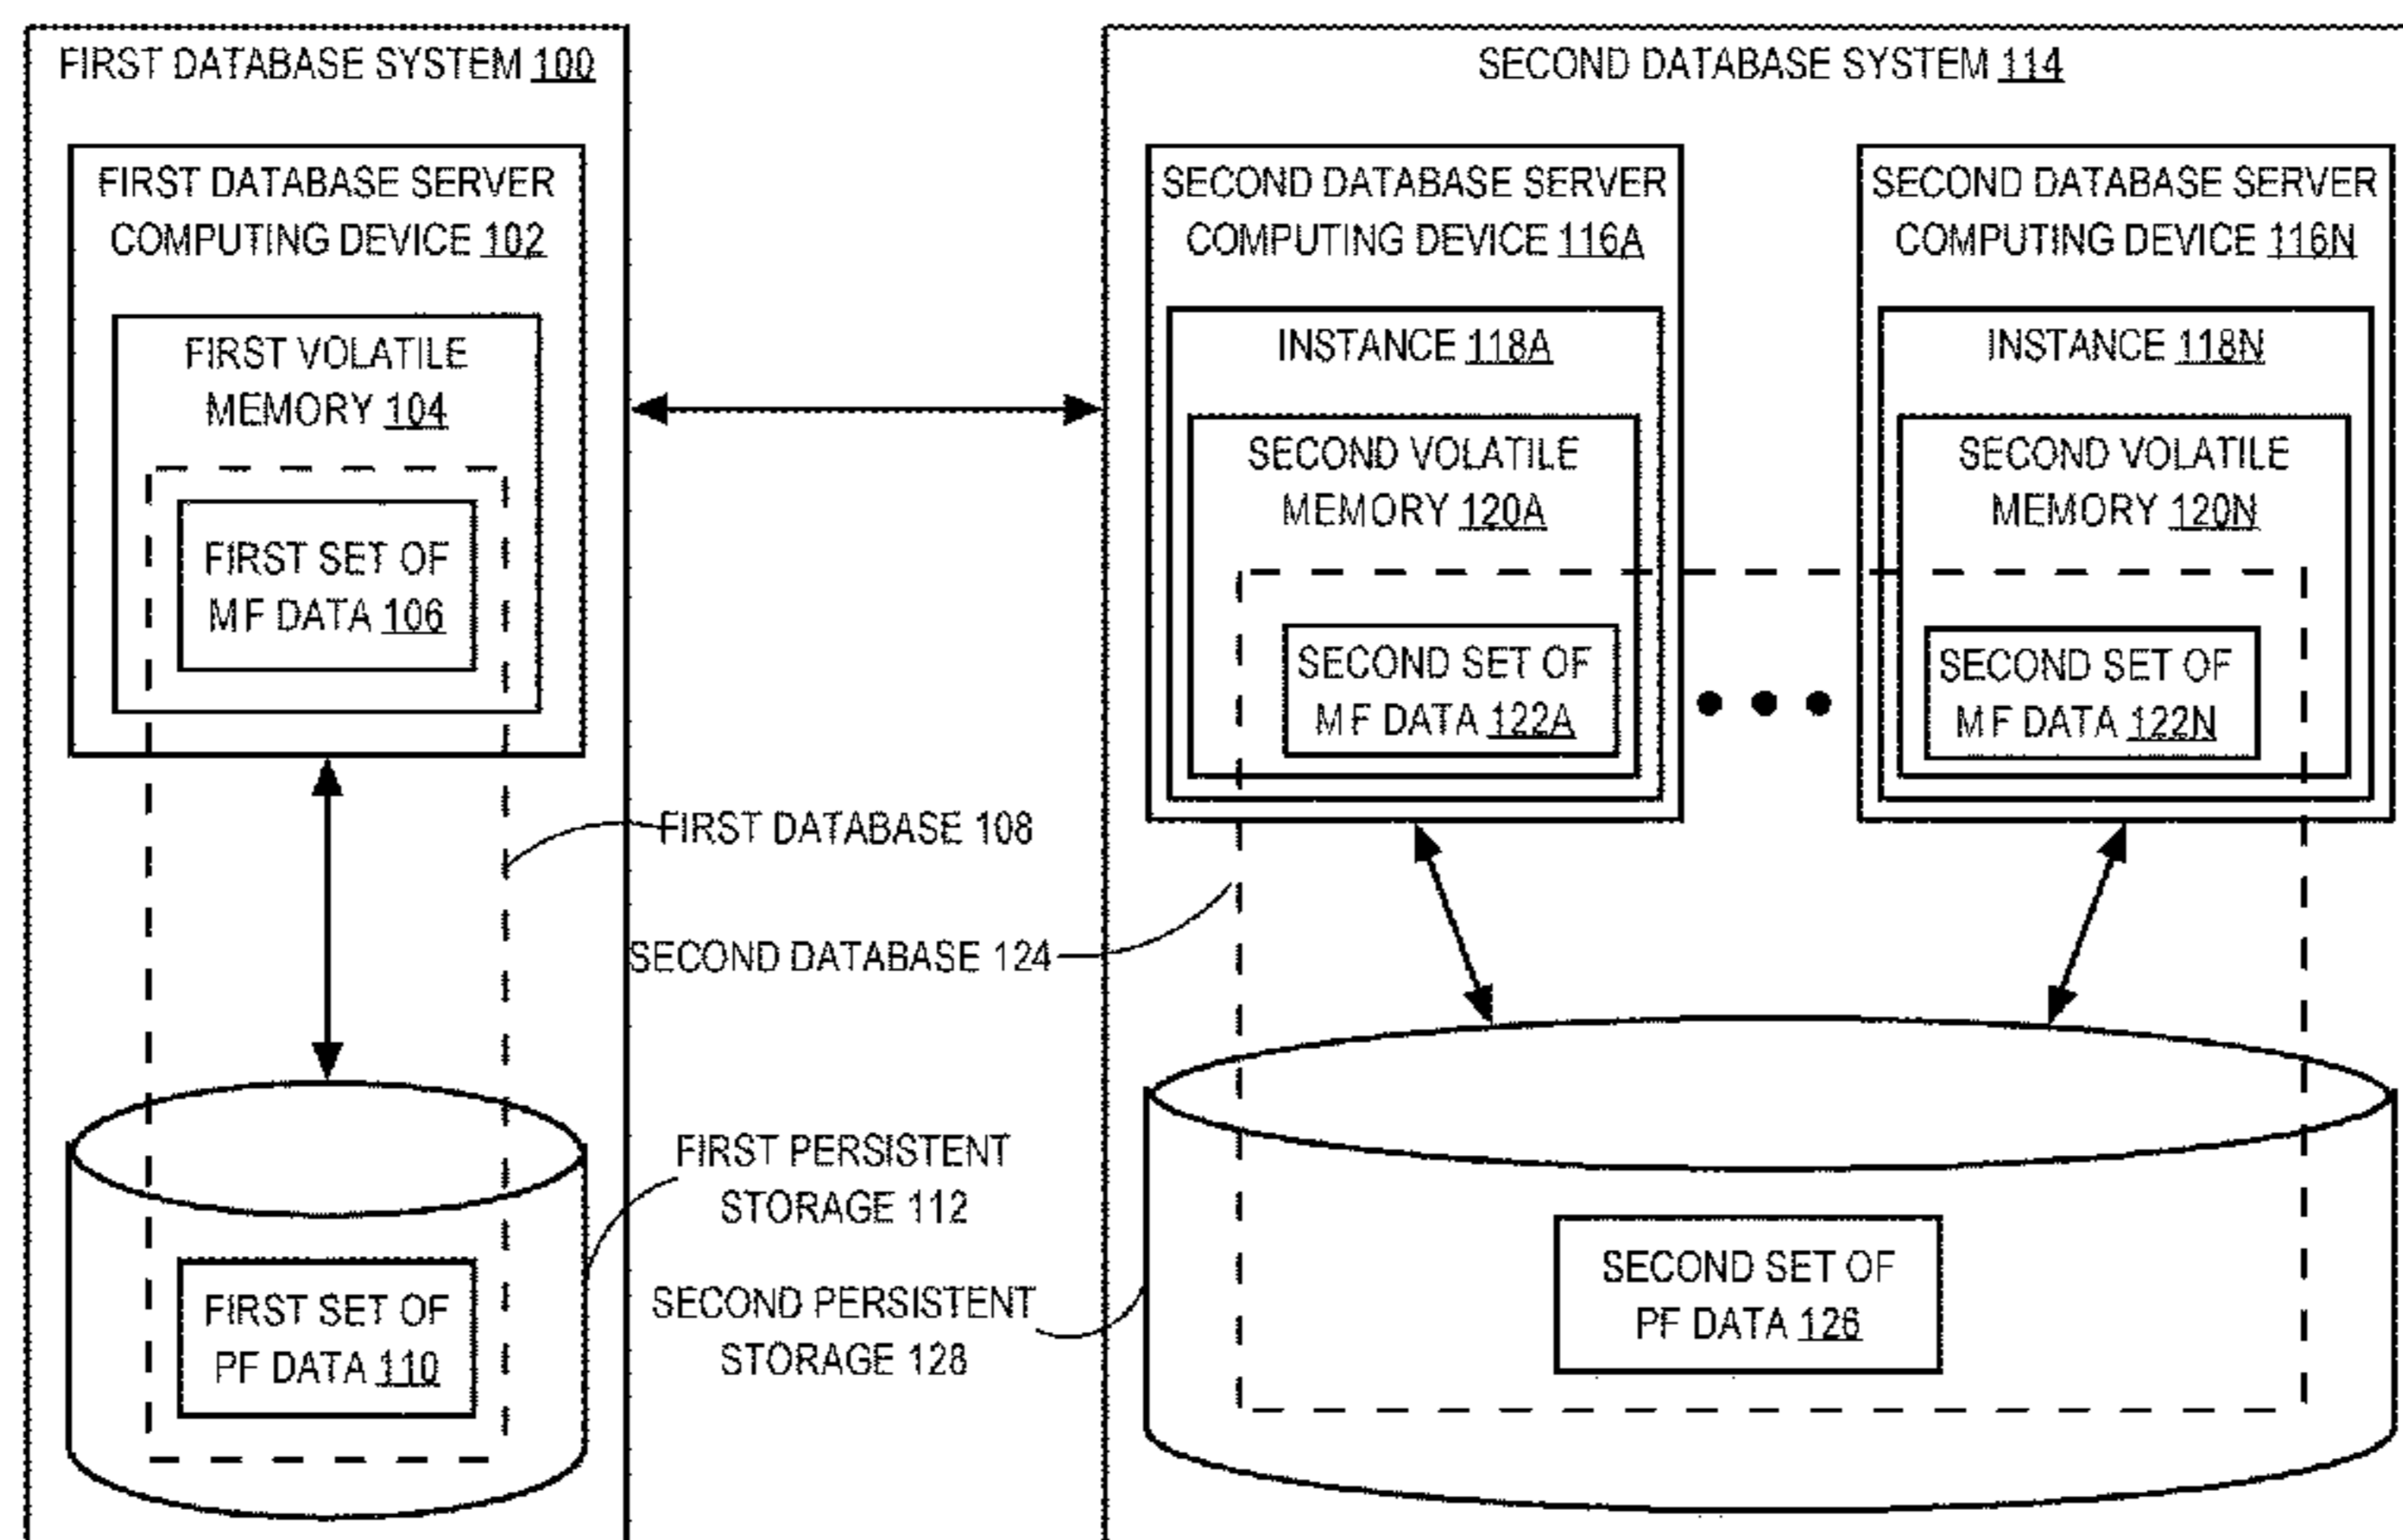 FIRST DATABASE SYSTEM 100
FIRST DATABASE SERVER
COMPUTING DEVICE 102
FIRST VOLATILE
MEMORY 104
FIRST SET OF
MF DATA 106
FIRST DATABASE 108
SECOND DATABASE 124
FIRST PERSISTENT
STORAGE 112
FIRST SET OF
PF DATA 110
SECOND PERSISTENT
STORAGE 128
SECOND DATABASE SYSTEM 114
SECOND DATABASE SERVER
COMPUTING DEVICE 116A
INSTANCE 118A
SECOND VOLATILE
MEMORY 120A
SECOND SET OF
MF DATA 122A
SECOND DATABASE SERVER
COMPUTING DEVICE 116N
INSTANCE 118N
SECOND VOLATILE
MEMORY 120N
SECOND SET OF
MF DATA 122N
SECOND SET OF
PF DATA 126